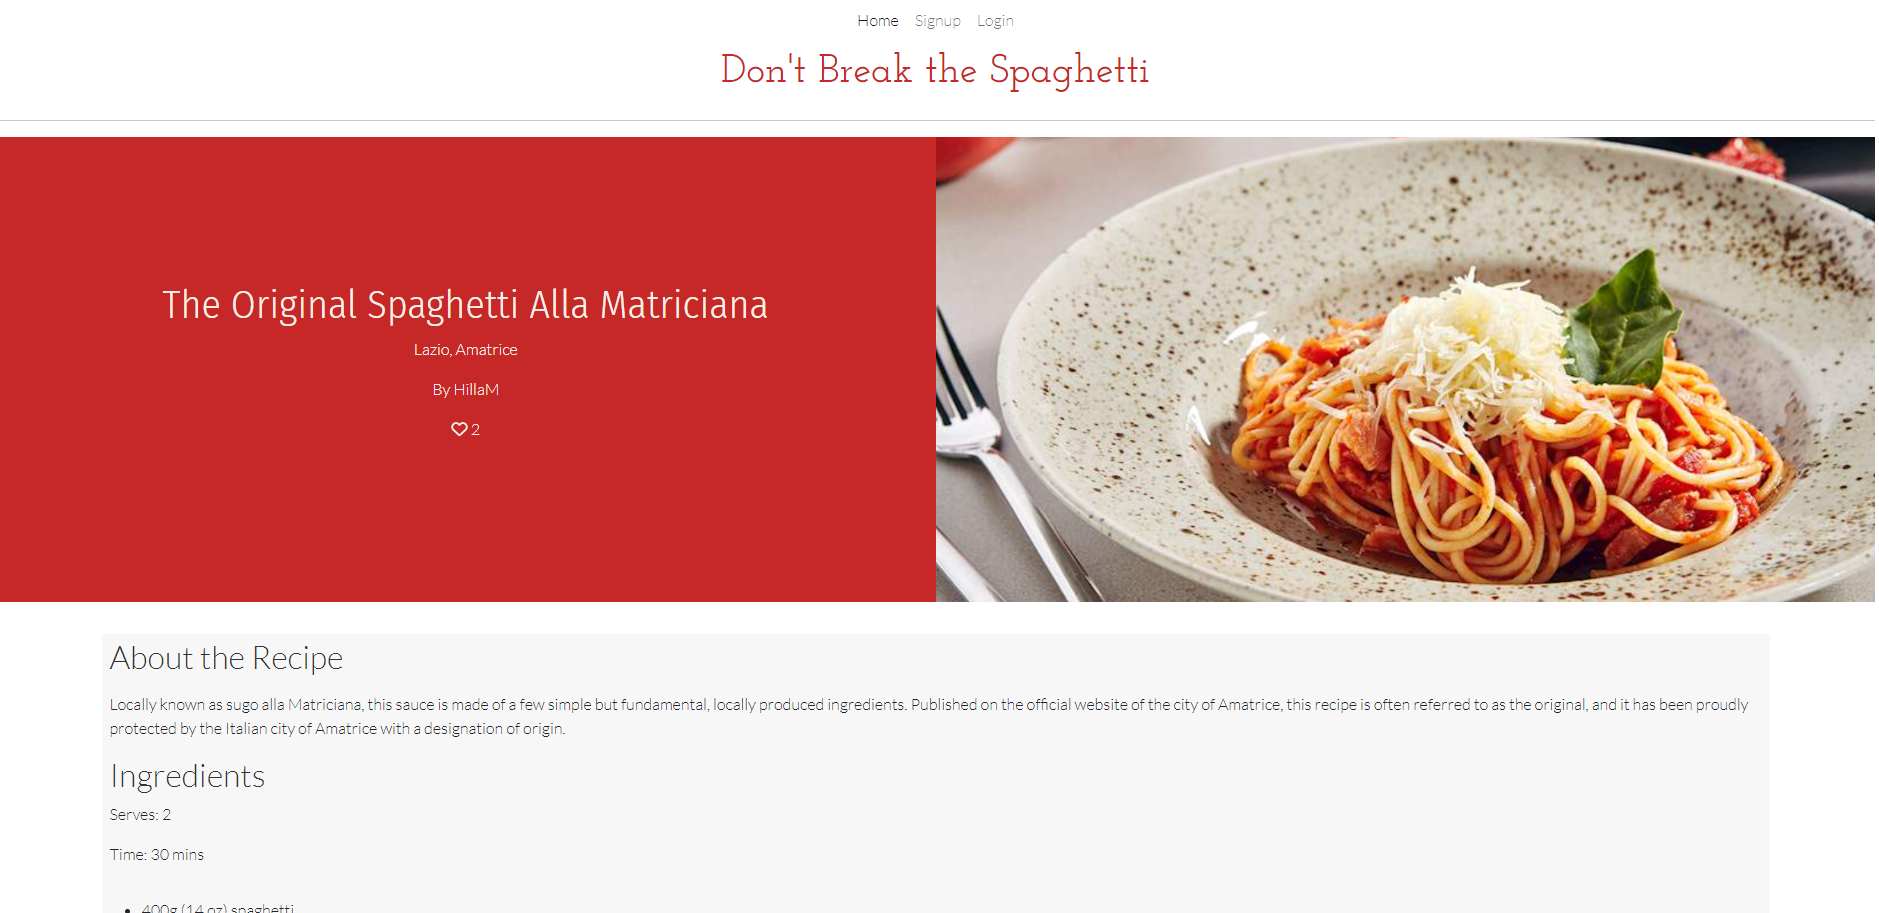 Home Signup Login
Don't Break the Spaghetti
The Original Spaghetti Alla Matriciana
Lazio, Amatrice
By HillaM
2
About the Recipe
Locally known as sugo alla Matriciana, this sauce is made of a few simple but fundamental, locally produced ingredients. Published on the official website of the city of Amatrice, this recipe is often referred to as the original, and it has been proudly
protected by the Italian city of Amatrice with a designation of origin.
Ingredients
Serves: 2
Time: 30 mins
400g (14 oz) spaghetti